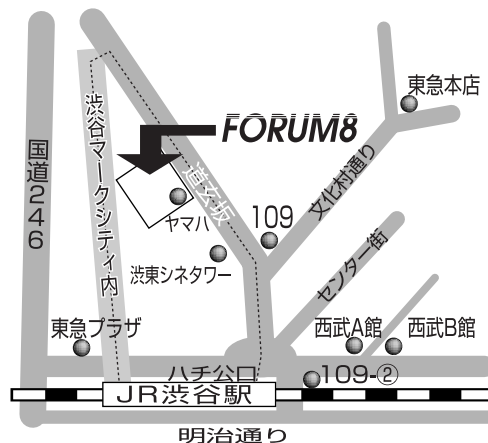 東急本店
FORUM8
渋谷マークシティ内
国道246
道玄坂
文化村通り
ヤマハ
109
センター街
渋東シネタワー
東急プラザ
西武A館
西武B館
ハチ公口
109-②
JR渋谷駅
明治通り